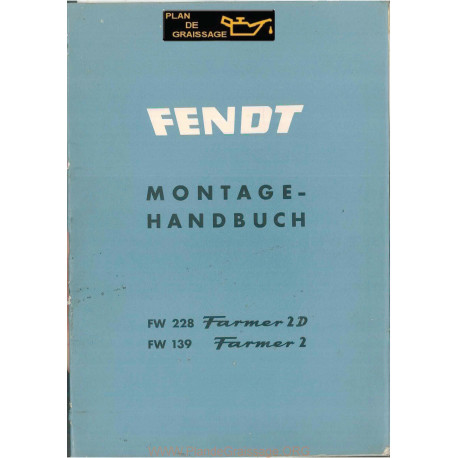 PLAN
DE
GRAISSAGE
FENDT
MONTAGE-
HANDBUCH
FW 228 Farmer 2D
FW 139 Farmer 2